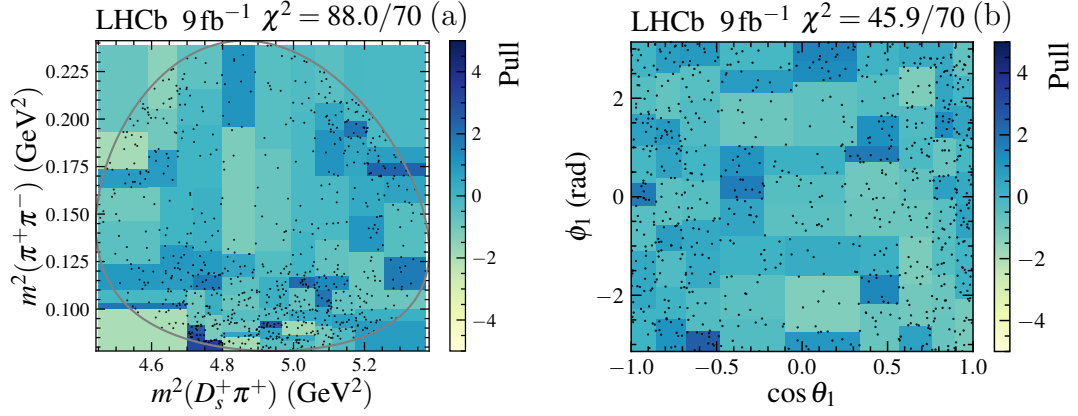 LHCb 9 fb⁻¹ χ² = 88.0/70 (a)
0.225
0.200
0.175
0.150
0.125
0.100
m²(π⁺π⁻) (GeV²)
4.6 4.8 5.0 5.2
m²(D_s⁺π⁺) (GeV²)
4
2
0
−2
−4
Pull
LHCb 9 fb⁻¹ χ² = 45.9/70 (b)
2
0
−2
ϕ₁ (rad)
-1.0 -0.5 0.0 0.5 1.0
cos θ₁
4
2
0
−2
−4
Pull